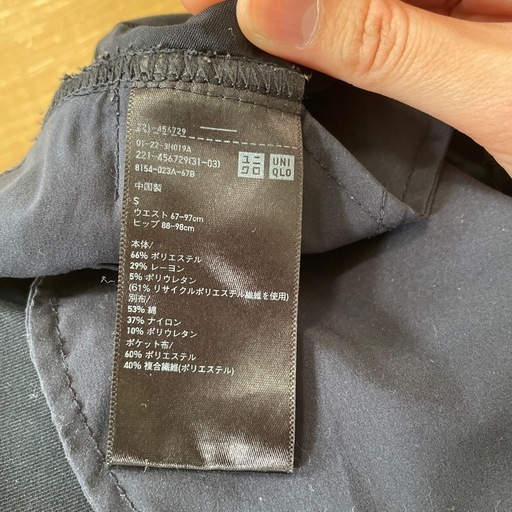 221-456729
01-22-3H019A
221-456729(31-03)
8154-023A-67B
ユニ
クロ
UNI
QLO
中国製
S
ウエスト 67-97cm
ヒップ 88-98cm
本体/
66% ポリエステル
29% レーヨン
5% ポリウレタン
(61% リサイクルポリエステル繊維を使用)
別布/
53% 綿
37% ナイロン
10% ポリウレタン
ポケット布/
60% ポリエステル
40% 複合繊維(ポリエステル)